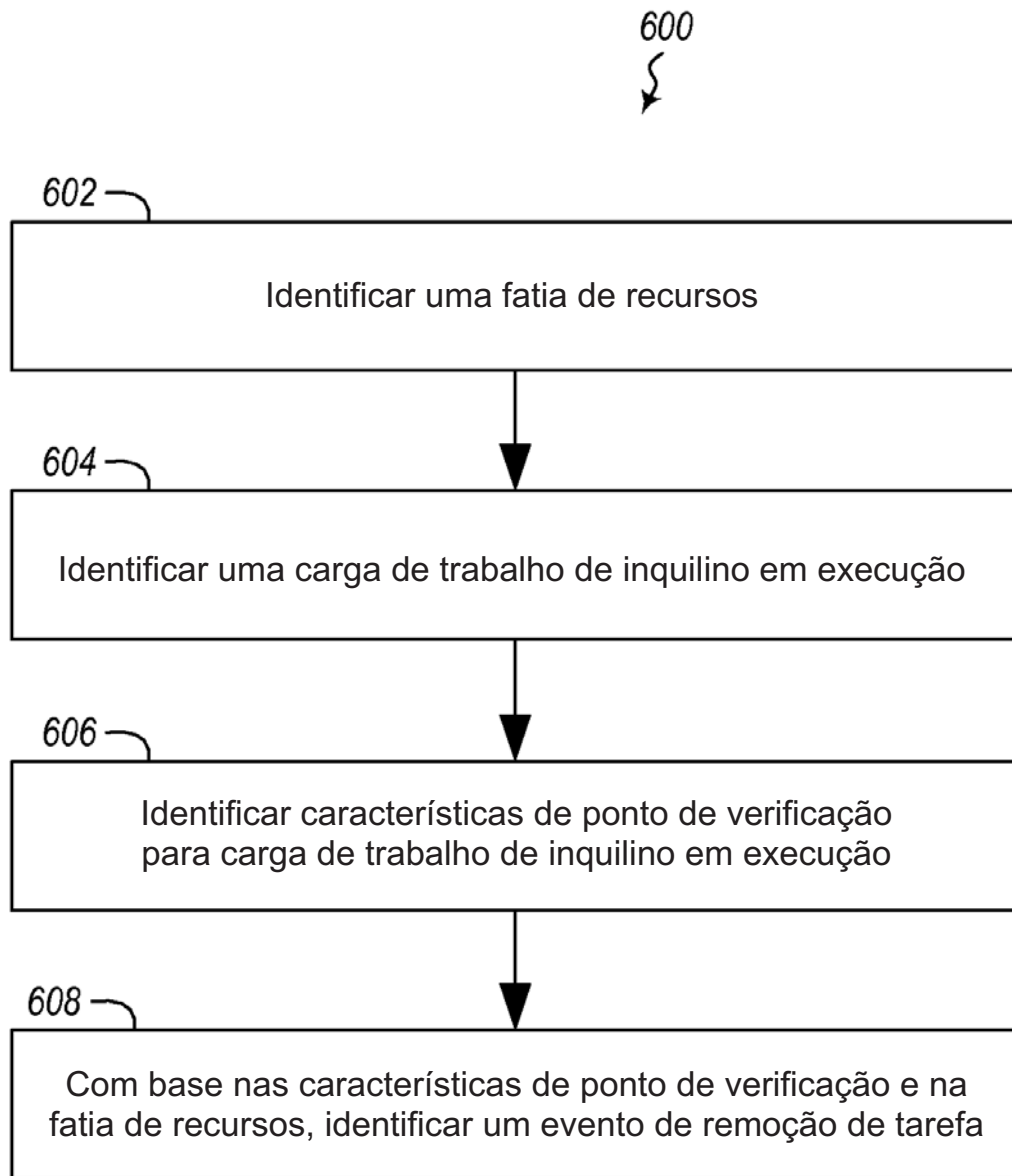 600
602
Identificar uma fatia de recursos
604
Identificar uma carga de trabalho de inquilino em execução
606
Identificar características de ponto de verificação
para carga de trabalho de inquilino em execução
608
Com base nas características de ponto de verificação e na
fatia de recursos, identificar um evento de remoção de tarefa